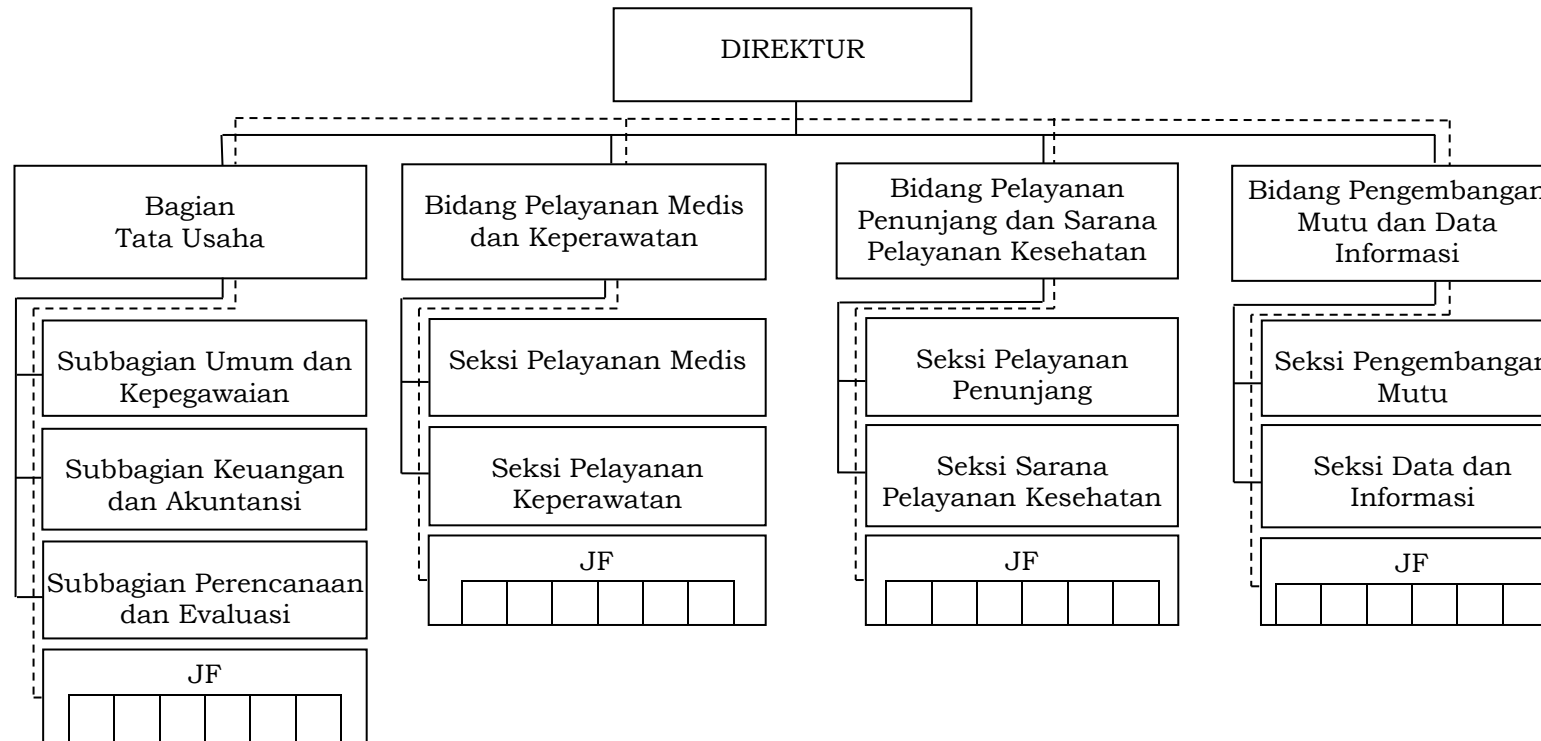 DIREKTUR
Bagian
Tata Usaha
Bidang Pelayanan Medis
dan Keperawatan
Bidang Pelayanan
Penunjang dan Sarana
Pelayanan Kesehatan
Bidang Pengembangan
Mutu dan Data
Informasi
Subbagian Umum dan
Kepegawaian
Subbagian Keuangan
dan Akuntansi
Subbagian Perencanaan
dan Evaluasi
JF
Seksi Pelayanan Medis
Seksi Pelayanan
Keperawatan
JF
Seksi Pelayanan
Penunjang
Seksi Sarana
Pelayanan Kesehatan
JF
Seksi Pengembangan
Mutu
Seksi Data dan
Informasi
JF